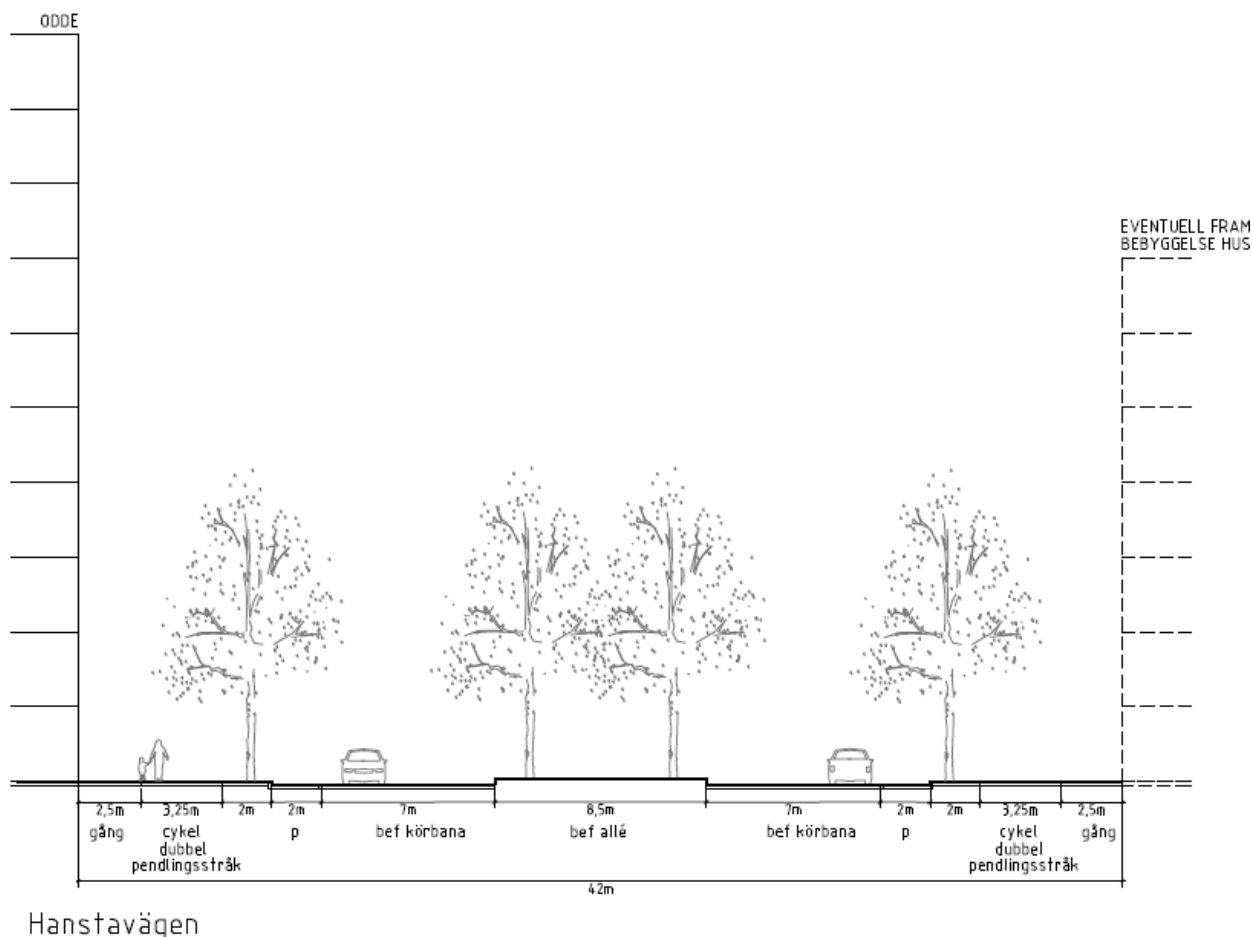 ODDE
EVENTUELL FRAM
BEBYGGELSE HUS
2,5m 3,25m 2m 2m 7m 8,5m 7m 2m 2m 3,25m 2,5m
gång cykel p bef körbana bef allé bef körbana p cykel gång
dubbel dubbel
pendlingsstråk pendlingsstråk
42m
Hanstavägen